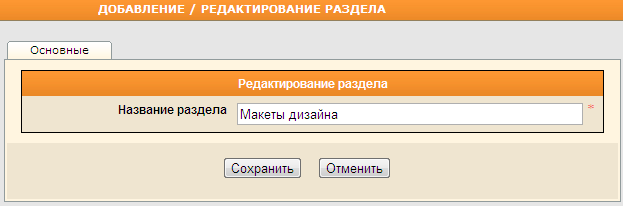 ДОБАВЛЕНИЕ / РЕДАКТИРОВАНИЕ РАЗДЕЛА
Основные
Редактирование раздела
Название раздела Макеты дизайна *
Сохранить Отменить